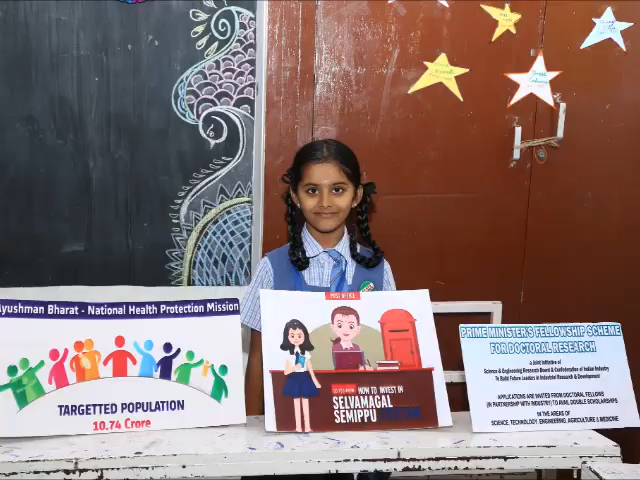 Ayushman Bharat - National Health Protection Mission
TARGETTED POPULATION
10.74 Crore
POST OFFICE
HOW TO INVEST IN
SELVAMAGAL
SEMIPPU
PRIME MINISTER'S FELLOWSHIP SCHEME
FOR DOCTORAL RESEARCH
a Joint Initiative of
Science & Engineering Research Board & Confederation of Indian Industry
To Build Future Leaders in Industrial Research & Development
APPLICATIONS ARE INVITED FROM DOCTORAL FELLOWS
(IN PARTNERSHIP WITH INDUSTRY) FOR 100, DOUBLE SCHOLARSHIPS
IN THE AREAS OF
SCIENCE, TECHNOLOGY, ENGINEERING, AGRICULTURE & MEDICINE